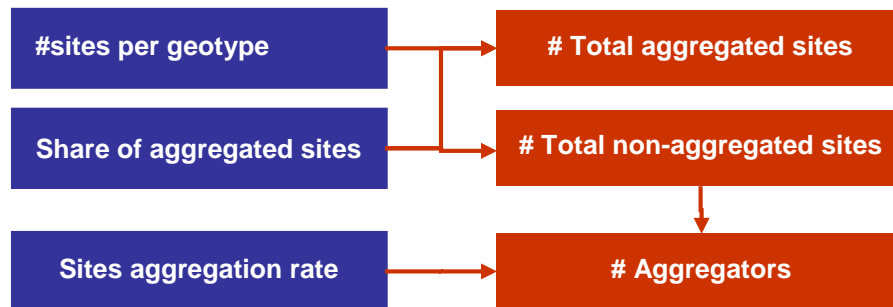 #sites per geotype
# Total aggregated sites
Share of aggregated sites
# Total non-aggregated sites
Sites aggregation rate
# Aggregators